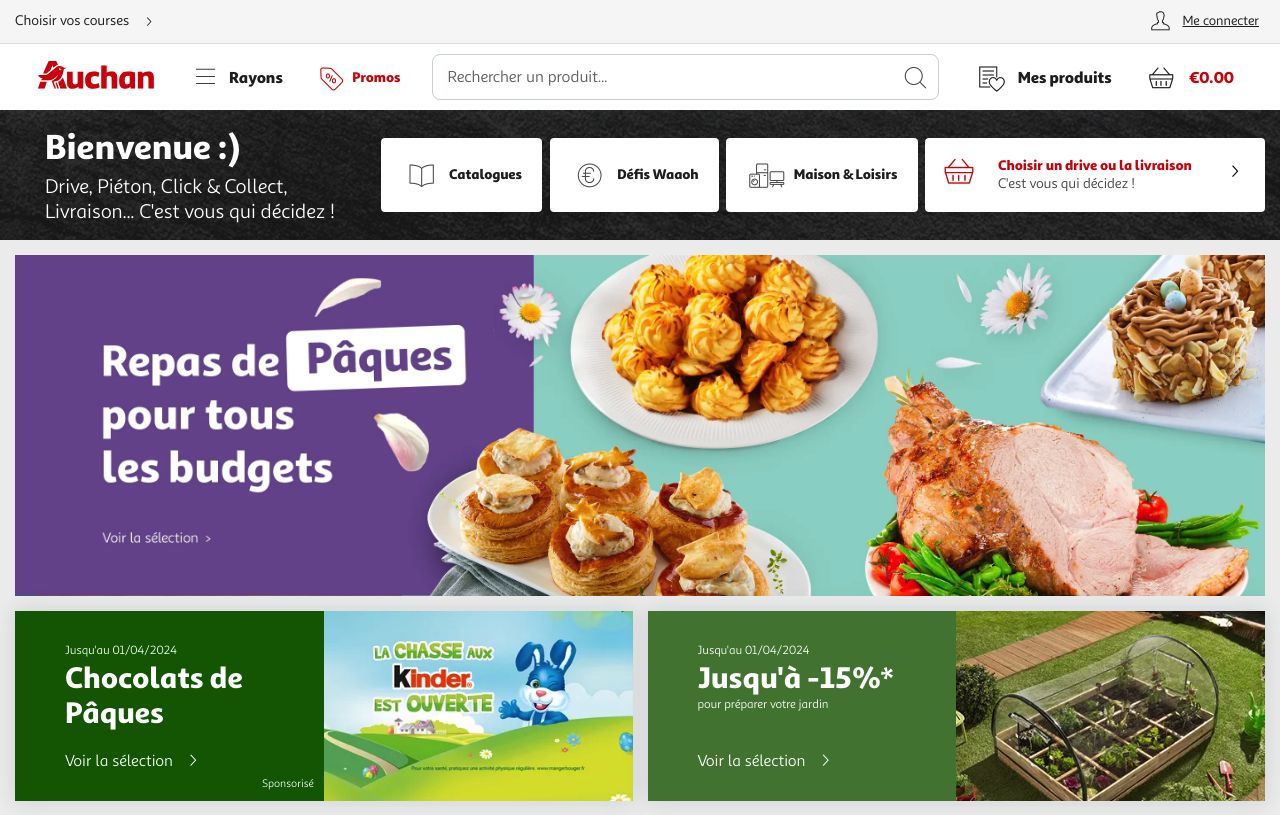 Choisir vos courses
Me connecter
Auchan
Rayons
Promos
Rechercher un produit...
Mes produits
€0.00
Bienvenue :)
Drive, Piéton, Click & Collect,
Livraison... C'est vous qui décidez !
Catalogues
Défis Waaoh
Maison & Loisirs
Choisir un drive ou la livraison
C'est vous qui décidez !
Repas de Pâques
pour tous
les budgets
Voir la sélection >
Jusqu'au 01/04/2024
Chocolats de
Pâques
Voir la sélection
Sponsorisé
LA CHASSE AUX
Kinder
EST OUVERTE
Pour votre santé, pratiquez une activité physique régulière. www.mangerbouger.fr
Jusqu'au 01/04/2024
Jusqu'à -15%*
pour préparer votre jardin
Voir la sélection